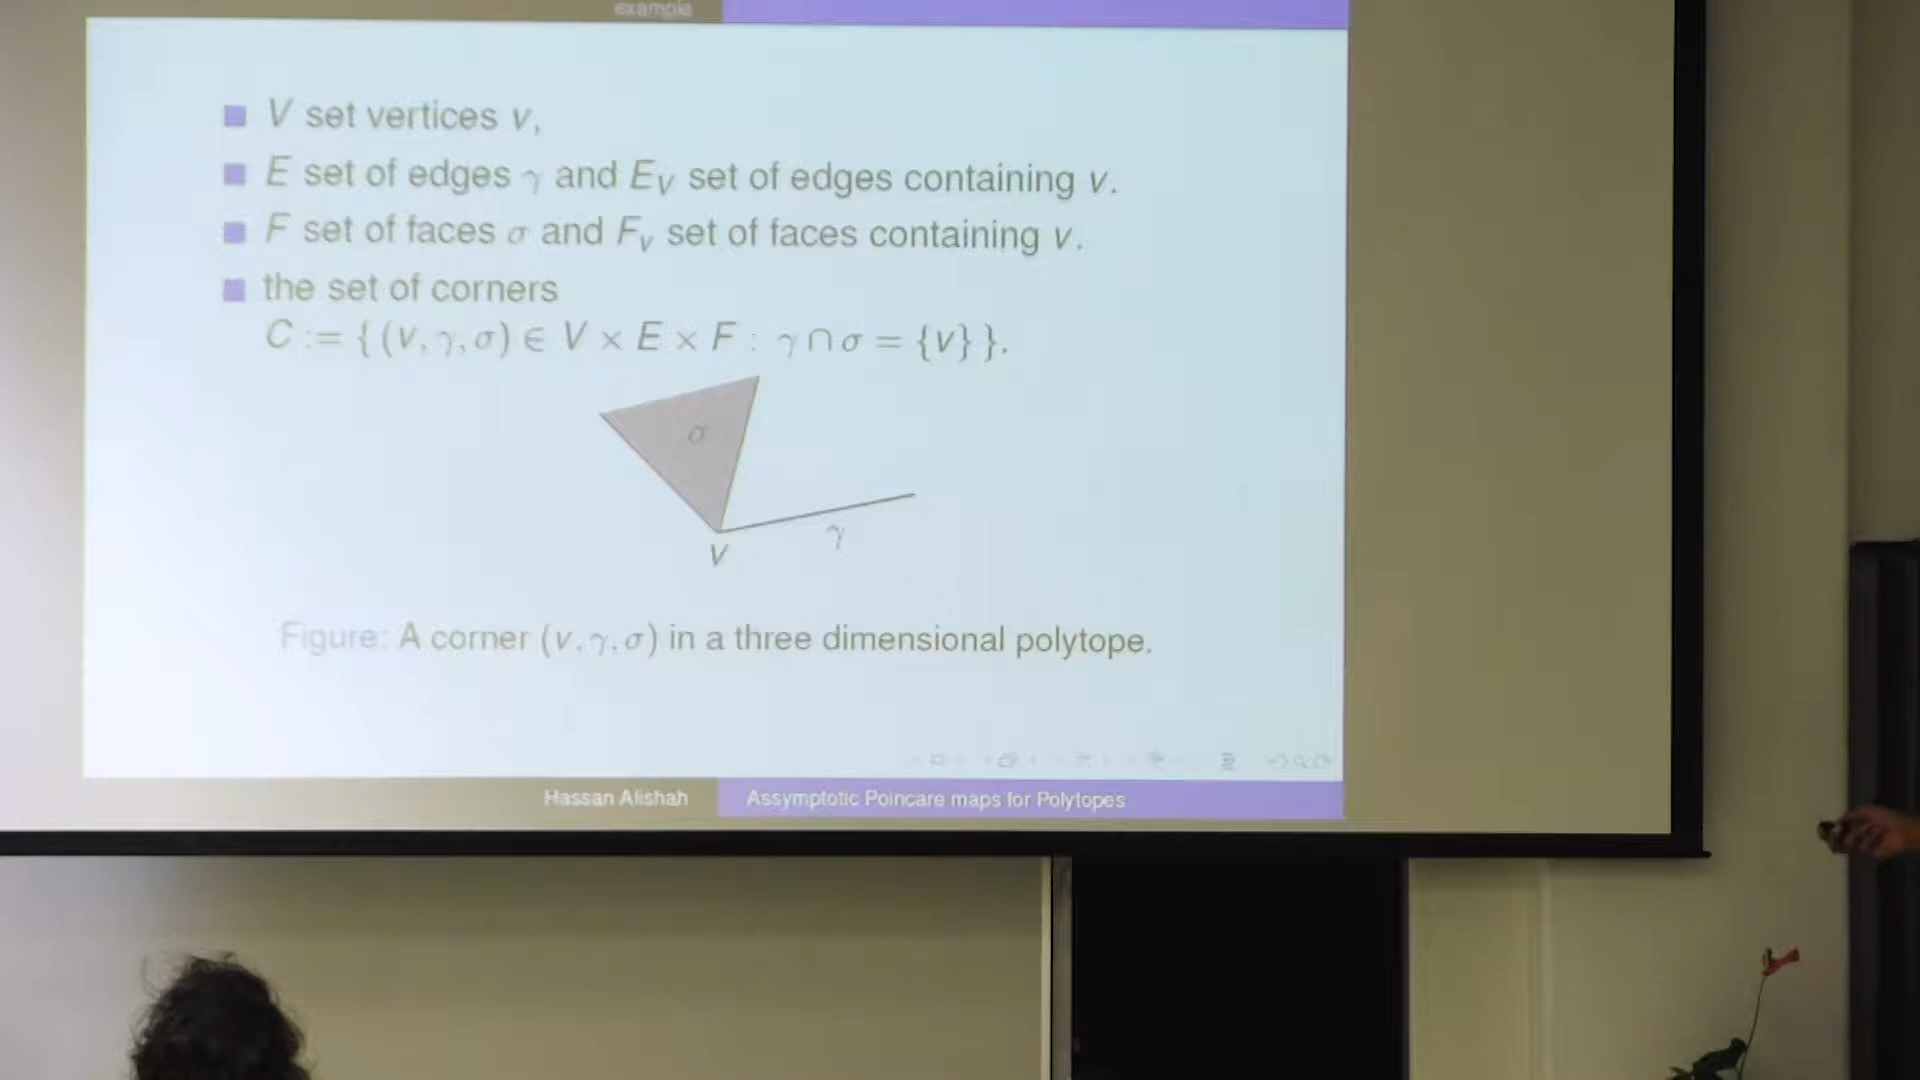 example
V set vertices v,
E set of edges γ and E_V set of edges containing v.
F set of faces σ and F_v set of faces containing v.
the set of corners
C := { (v, γ, σ) ∈ V × E × F : γ ∩ σ = {v} }.
σ
γ
v
Figure: A corner (v, γ, σ) in a three dimensional polytope.
Hassan Alishah Assymptotic Poincare maps for Polytopes